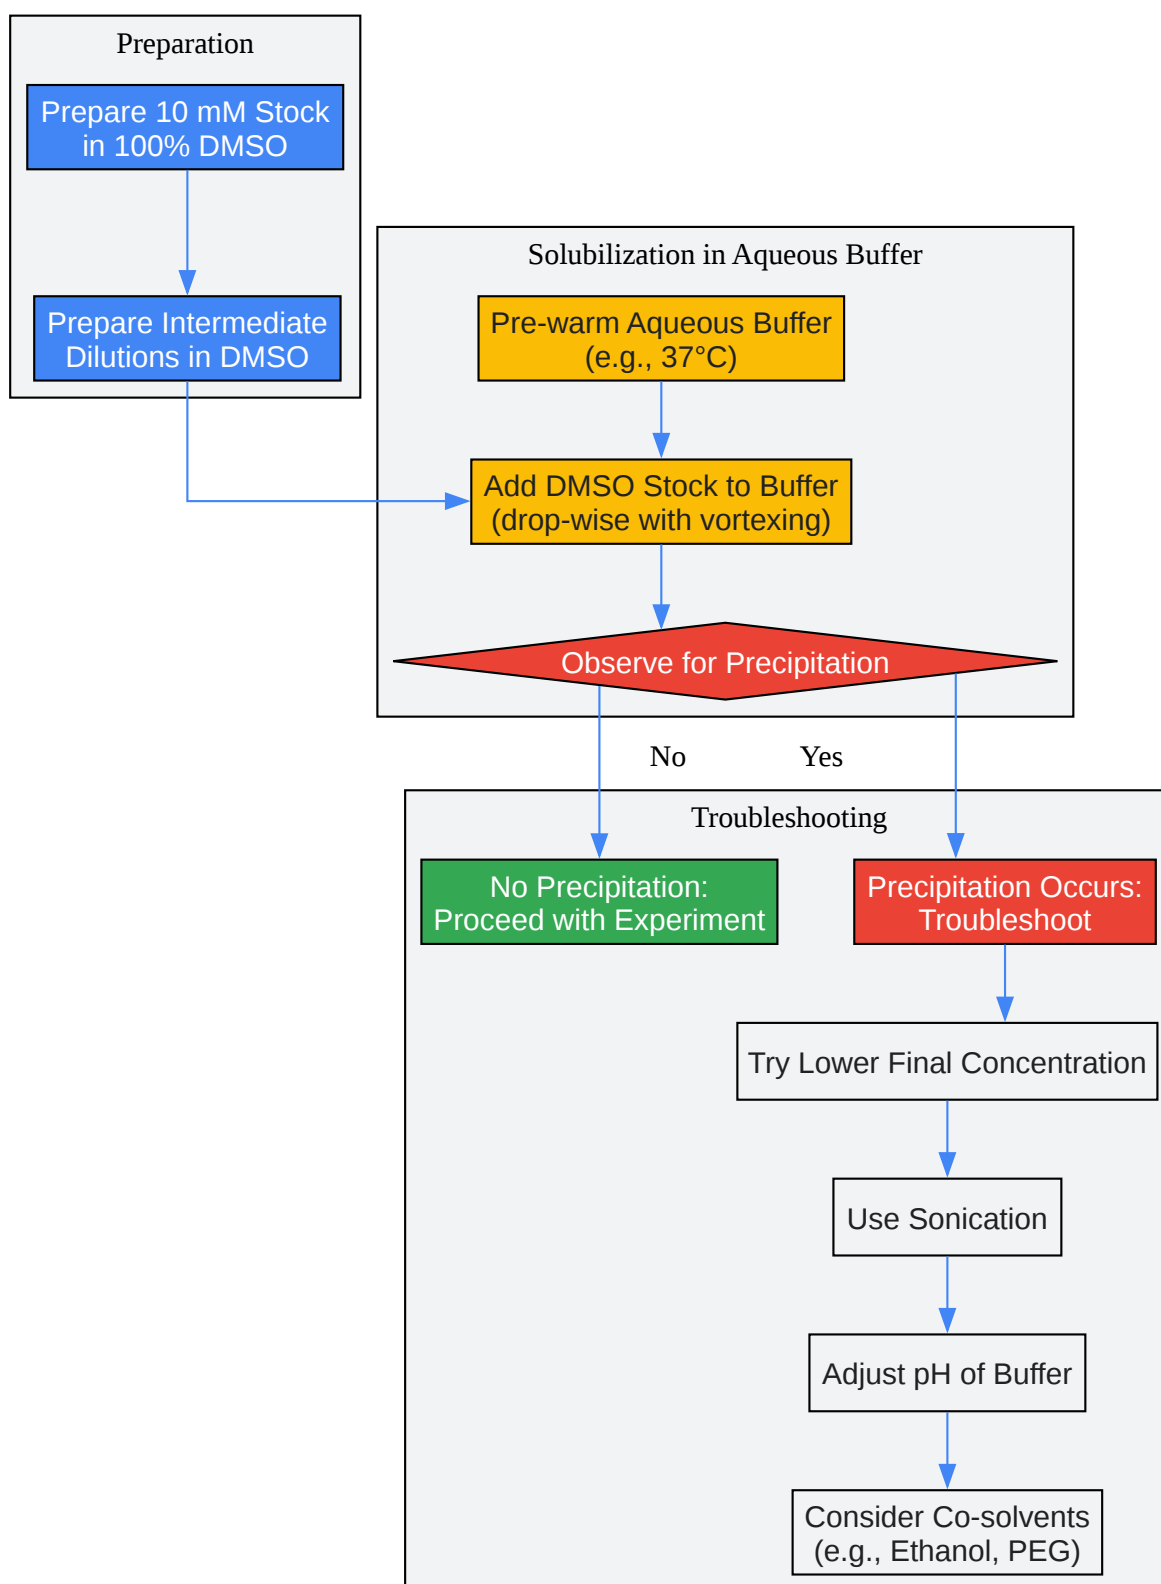 Preparation
Prepare 10 mM Stock
in 100% DMSO
Prepare Intermediate
Dilutions in DMSO
Solubilization in Aqueous Buffer
Pre-warm Aqueous Buffer
(e.g., 37°C)
Add DMSO Stock to Buffer
(drop-wise with vortexing)
Observe for Precipitation
No
Yes
Troubleshooting
No Precipitation:
Proceed with Experiment
Precipitation Occurs:
Troubleshoot
Try Lower Final Concentration
Use Sonication
Adjust pH of Buffer
Consider Co-solvents
(e.g., Ethanol, PEG)